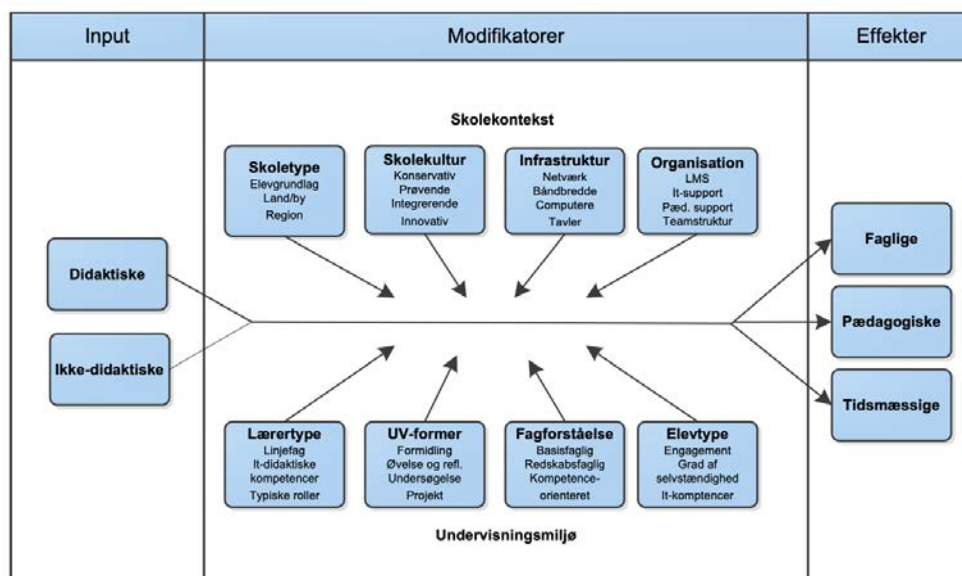 Input
Modifikatorer
Effekter
Skolekontekst
Skoletype
Elevgrundlag
Land/by
Region
Skolekultur
Konservativ
Prøvende
Integrerende
Innovativ
Infrastruktur
Netværk
Båndbredde
Computere
Tavler
Organisation
LMS
It-support
Pæd. support
Teamstruktur
Didaktiske
Ikke-didaktiske
Faglige
Pædagogiske
Tidsmæssige
Lærertype
Linjefag
It-didaktiske
kompetencer
Typiske roller
UV-former
Formidling
Øvelse og refl.
Undersøgelse
Projekt
Fagforståelse
Basisfaglig
Redskabsfaglig
Kompetence-
orienteret
Elevtype
Engagement
Grad af
selvstændighed
It-komptencer
Undervisningsmiljø